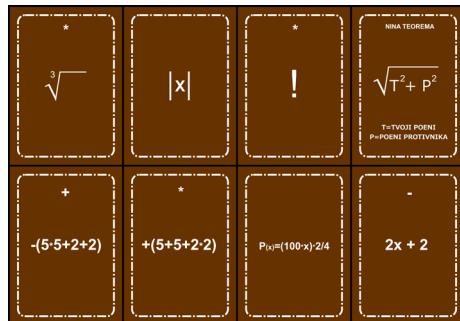 *
∛
*
|x|
*
!
NINA TEOREMA
√T²+ P²
T=TVOJI POENI
P=POENI PROTIVNIKA
+
-(5·5+2+2)
*
+(5+5+2·2)
P(x)=(100·x)·2/4
-
2x + 2